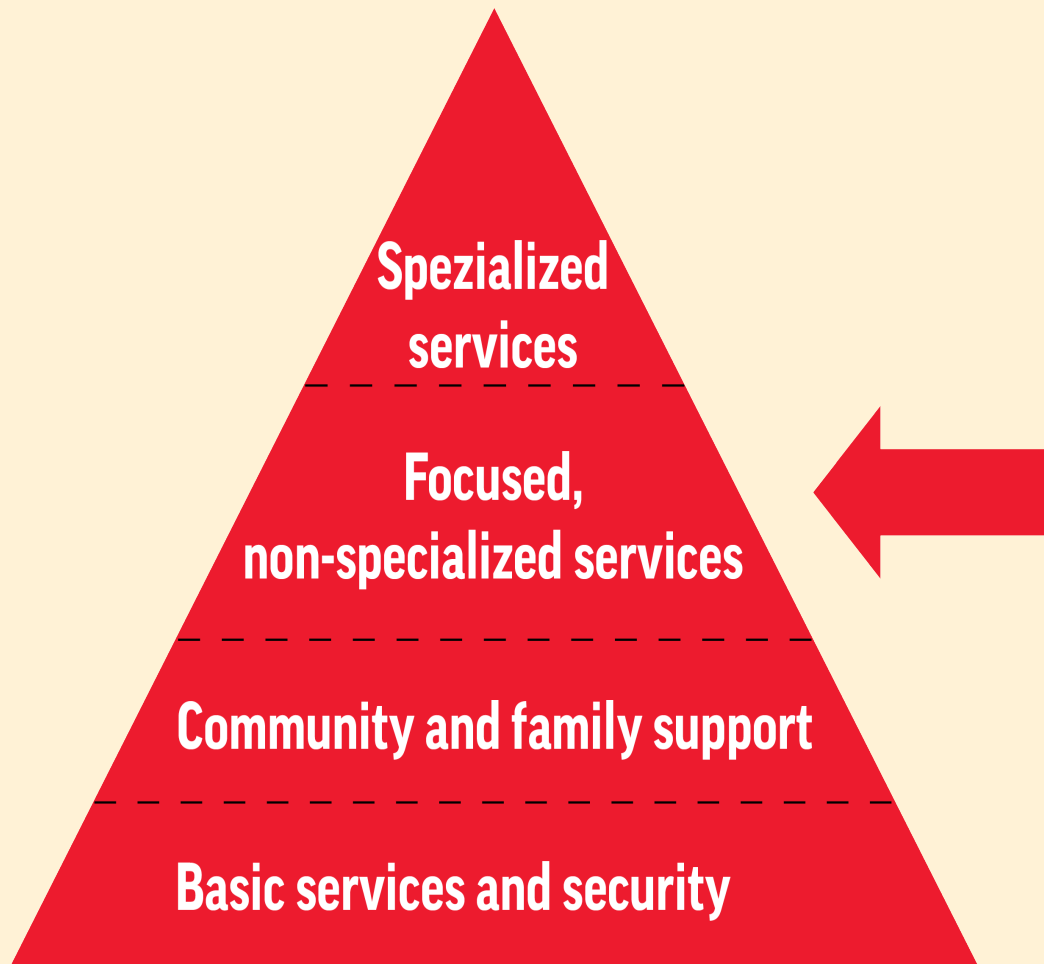 Spezialized
services
Focused,
non-specialized services
Community and family support
Basic services and security